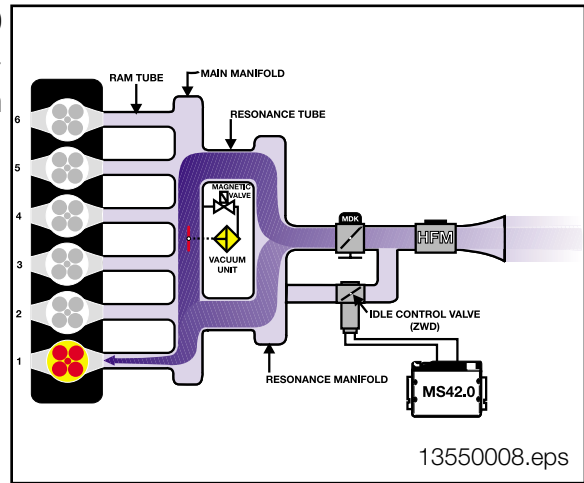 MAIN MANIFOLD
RAM TUBE
RESONANCE TUBE
6
5
4
3
2
1
MAGNETIC
VALVE
VACUUM
UNIT
MDK
HFM
IDLE CONTROL VALVE
(ZWD)
RESONANCE MANIFOLD
MS42.0
13550008.eps